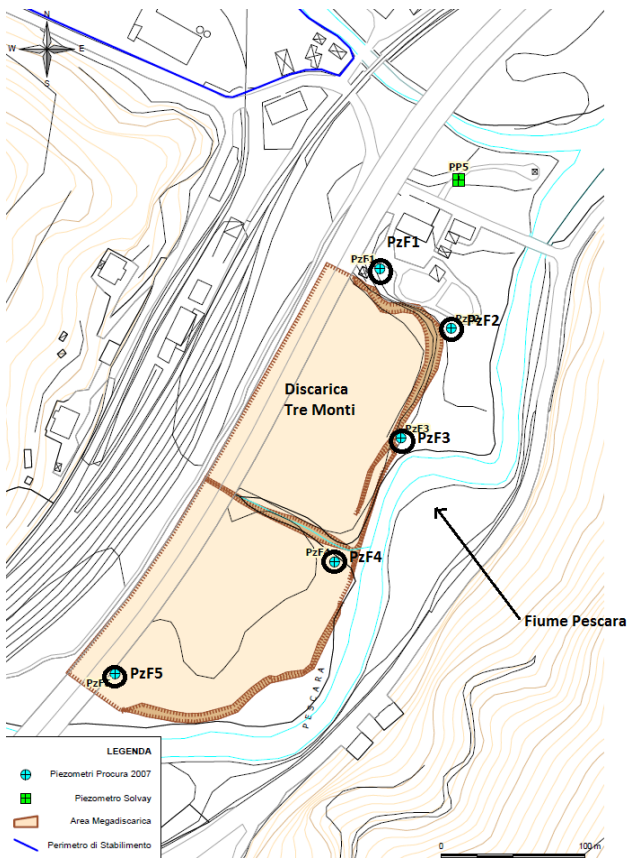 N
W E
S
PP5
PzF1
PzF1
PzF2
Discarica
Tre Monti
PzF3
PzF3
PzF4
Fiume Pescara
PzF5
PESCARA
LEGENDA
Piezometri Procura 2007
Piezometro Solvay
Area Megadiscarica
Perimetro di Stabilimento
0 100 m